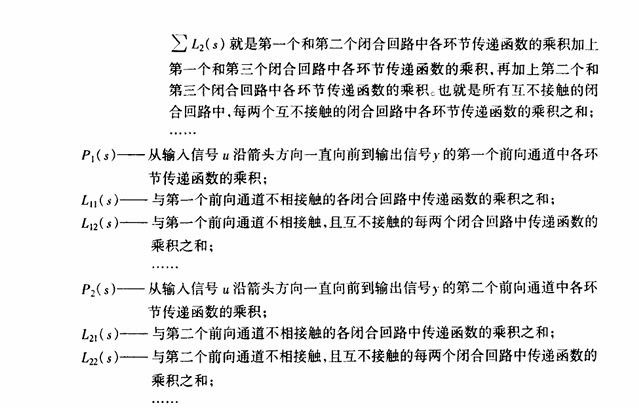 ∑L₂(s) 就是第一个和第二个闭合回路中各环节传递函数的乘积加上
第一个和第三个闭合回路中各环节传递函数的乘积,再加上第二个和
第三个闭合回路中各环节传递函数的乘积。也就是所有互不接触的闭
合回路中,每两个互不接触的闭合回路中各环节传递函数的乘积之和;
……
P₁(s)——从输入信号 u 沿箭头方向一直向前到输出信号 y 的第一个前向通道中各环
节传递函数的乘积;
L₁₁(s)——与第一个前向通道不相接触的各闭合回路中传递函数的乘积之和;
L₁₂(s)——与第一个前向通道不相接触,且互不接触的每两个闭合回路中传递函数的
乘积之和;
……
P₂(s)——从输入信号 u 沿箭头方向一直向前到输出信号 y 的第二个前向通道中各环
节传递函数的乘积;
L₂₁(s)——与第二个前向通道不相接触的各闭合回路中传递函数的乘积之和;
L₂₂(s)——与第二个前向通道不相接触,且互不接触的每两个闭合回路中传递函数的
乘积之和;
……